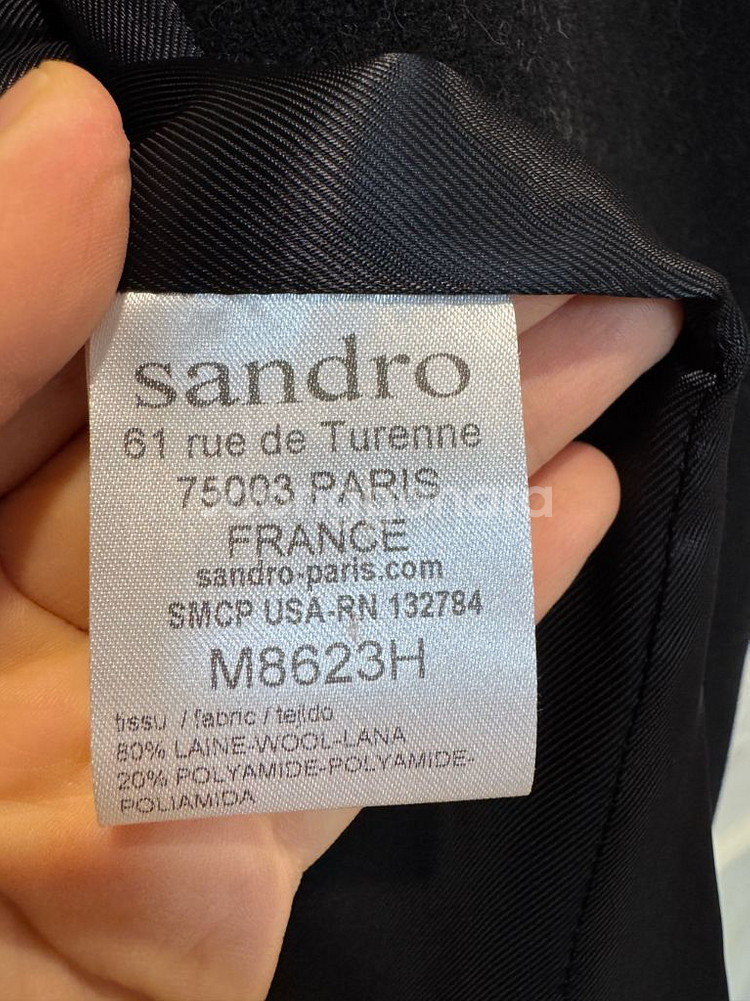 sandro
61 rue de Turenne
75003 PARIS
FRANCE
sandro-paris.com
SMCP USA-RN 132784
M8623H
tissu / fabric / tejido
80% LAINE-WOOL-LANA
20% POLYAMIDE-POLYAMIDE-
POLIAMIDA